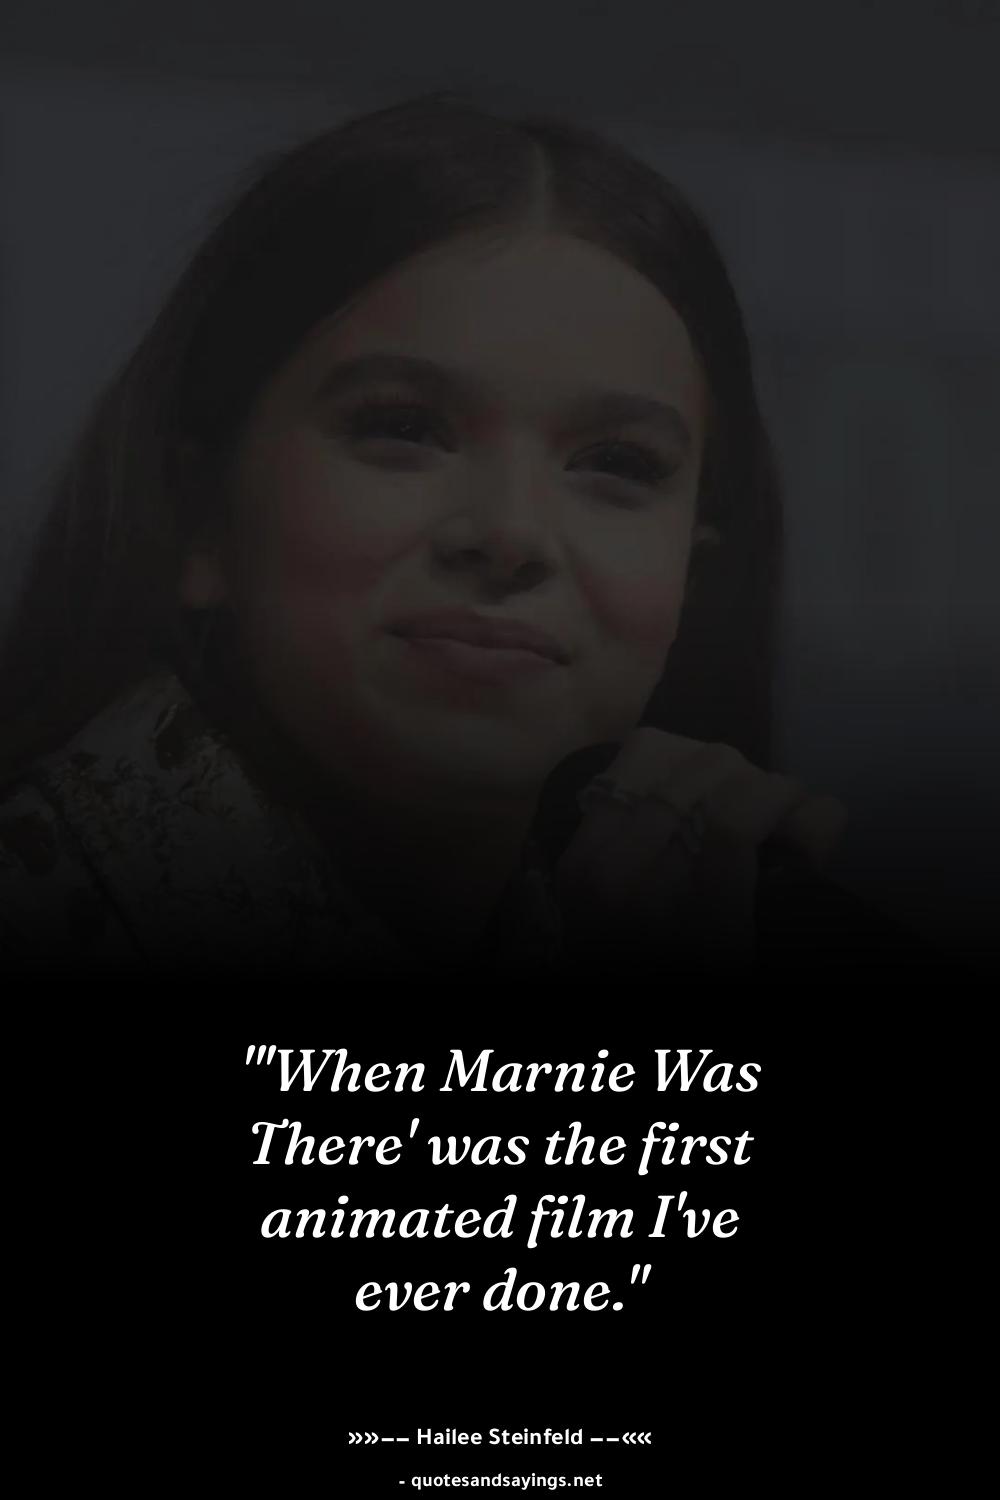 "'When Marnie Was
There' was the first
animated film I've
ever done."
»»—— Hailee Steinfeld ——««
- quotesandsayings.net